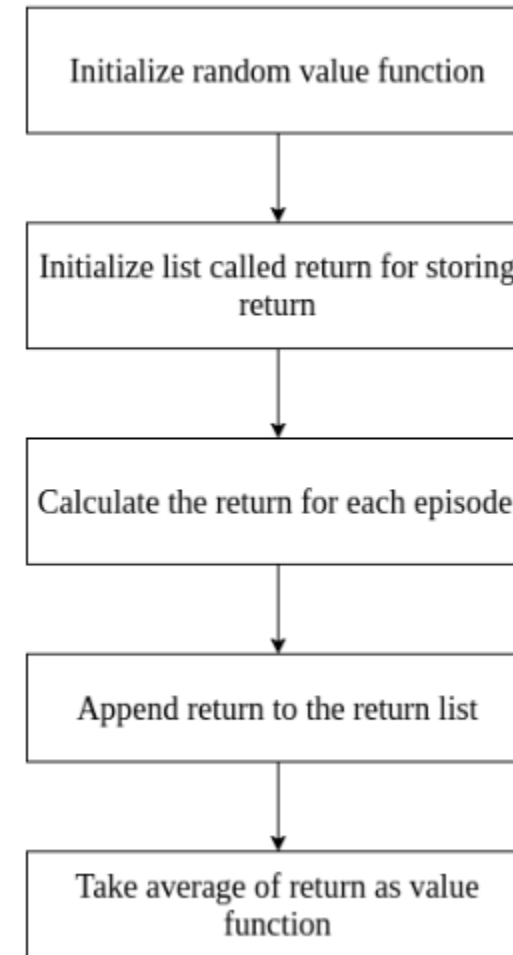 Initialize random value function
Initialize list called return for storing
return
Calculate the return for each episode
Append return to the return list
Take average of return as value
function